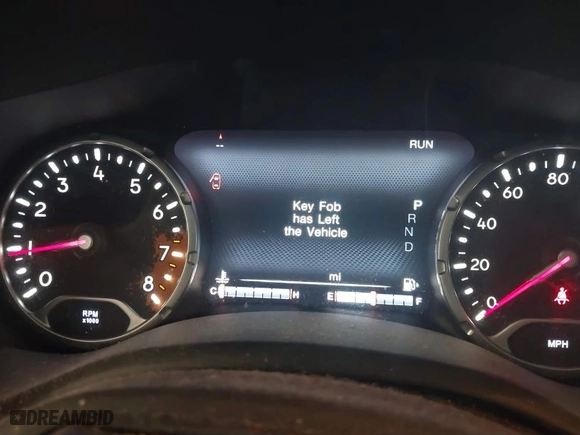 -- RUN
Key Fob
has Left
the Vehicle
P
R
N
D
mi
C H E F
0 1 2 3 4 5 6 7 8
RPM
x1000
0 20 40 60 80
MPH
DREAMBID